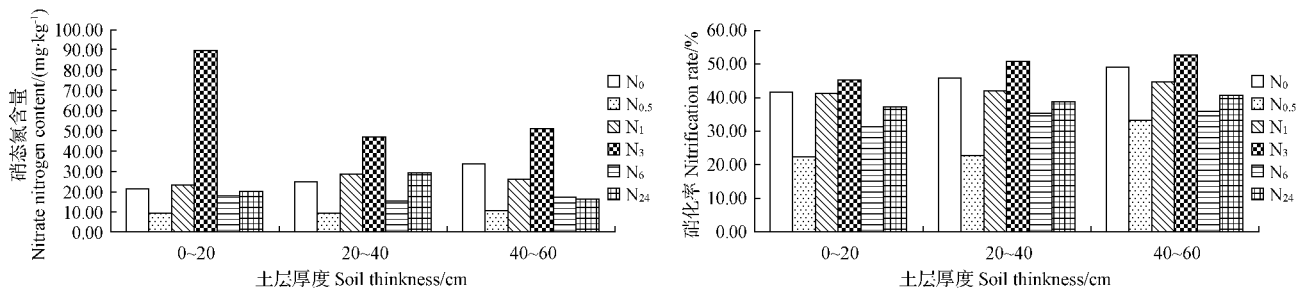 硝态氮含量
Nitrate nitrogen content/(mg·kg⁻¹)
100.00
90.00
80.00
70.00
60.00
50.00
40.00
30.00
20.00
10.00
0.00
0~20
20~40
40~60
土层厚度 Soil thinkness/cm
N₀
N₀.₅
N₁
N₃
N₆
N₂₄
硝化率 Nitrification rate/%
60.00
50.00
40.00
30.00
20.00
10.00
0.00
0~20
20~40
40~60
土层厚度 Soil thinkness/cm
N₀
N₀.₅
N₁
N₃
N₆
N₂₄